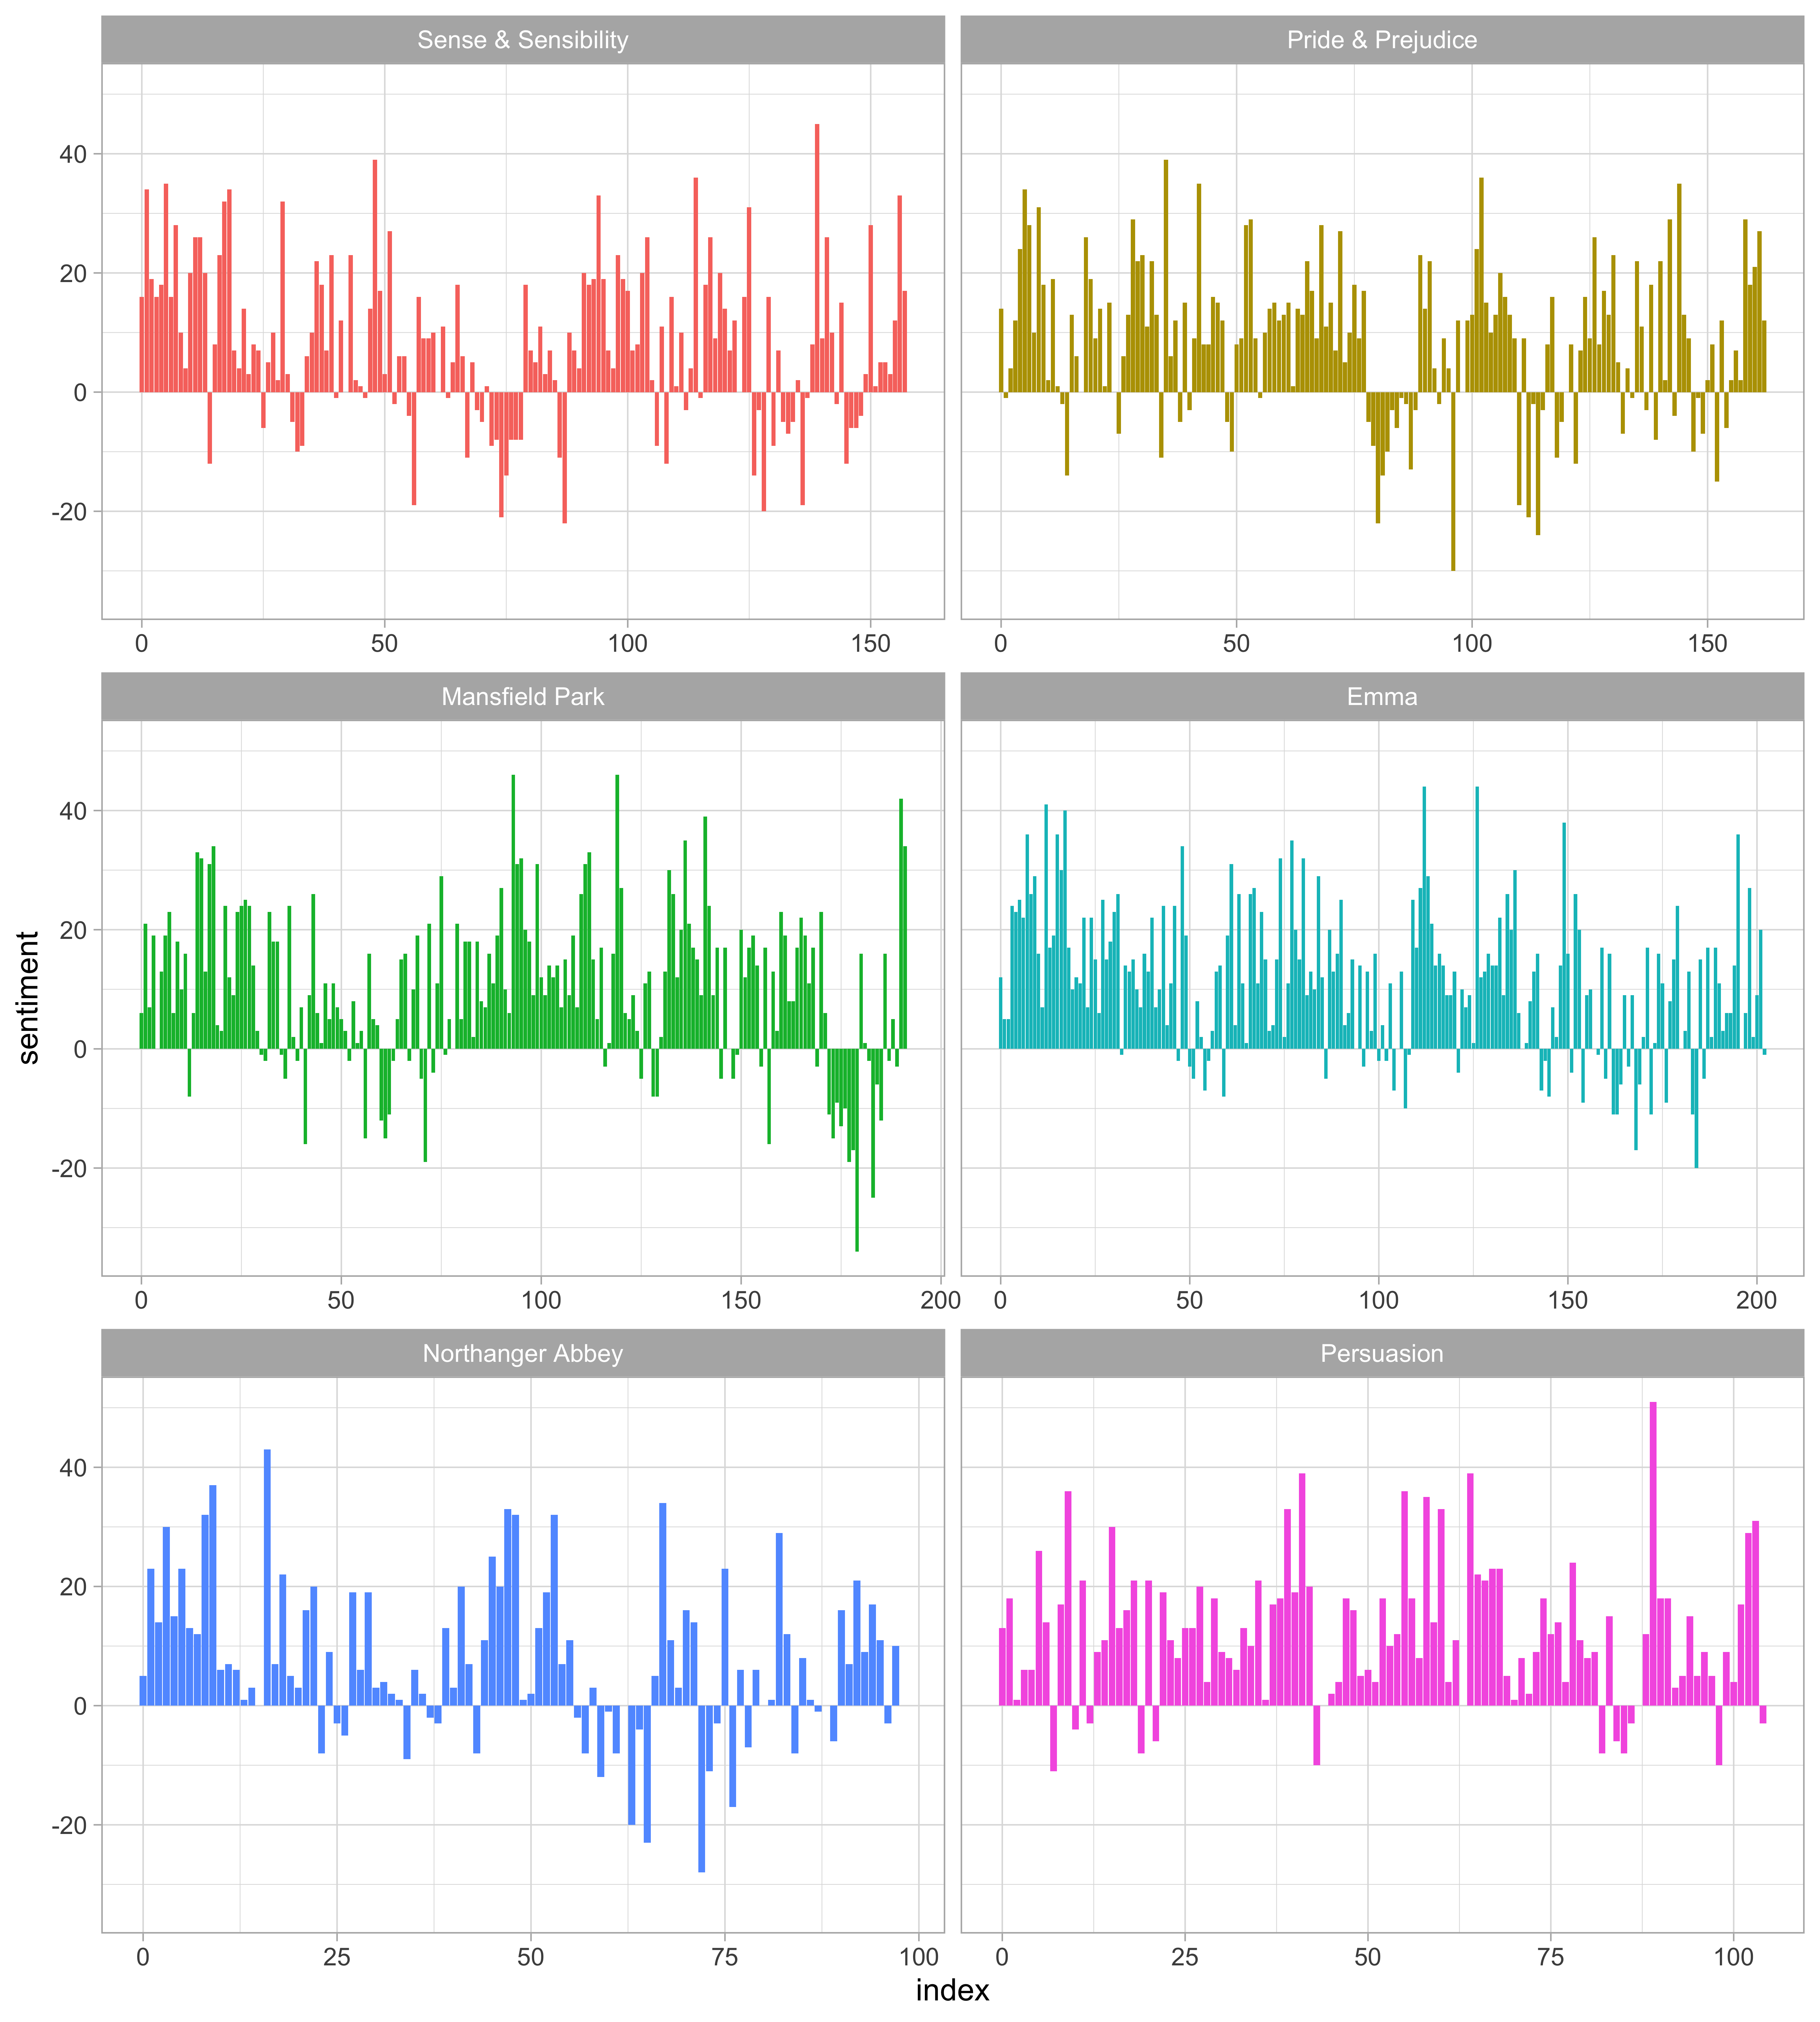 Sense & Sensibility
Pride & Prejudice
40
20
0
-20
0 50 100 150
0 50 100 150
Mansfield Park
Emma
40
20
0
-20
0 50 100 150 200
0 50 100 150 200
sentiment
Northanger Abbey
Persuasion
40
20
0
-20
0 25 50 75 100
0 25 50 75 100
index